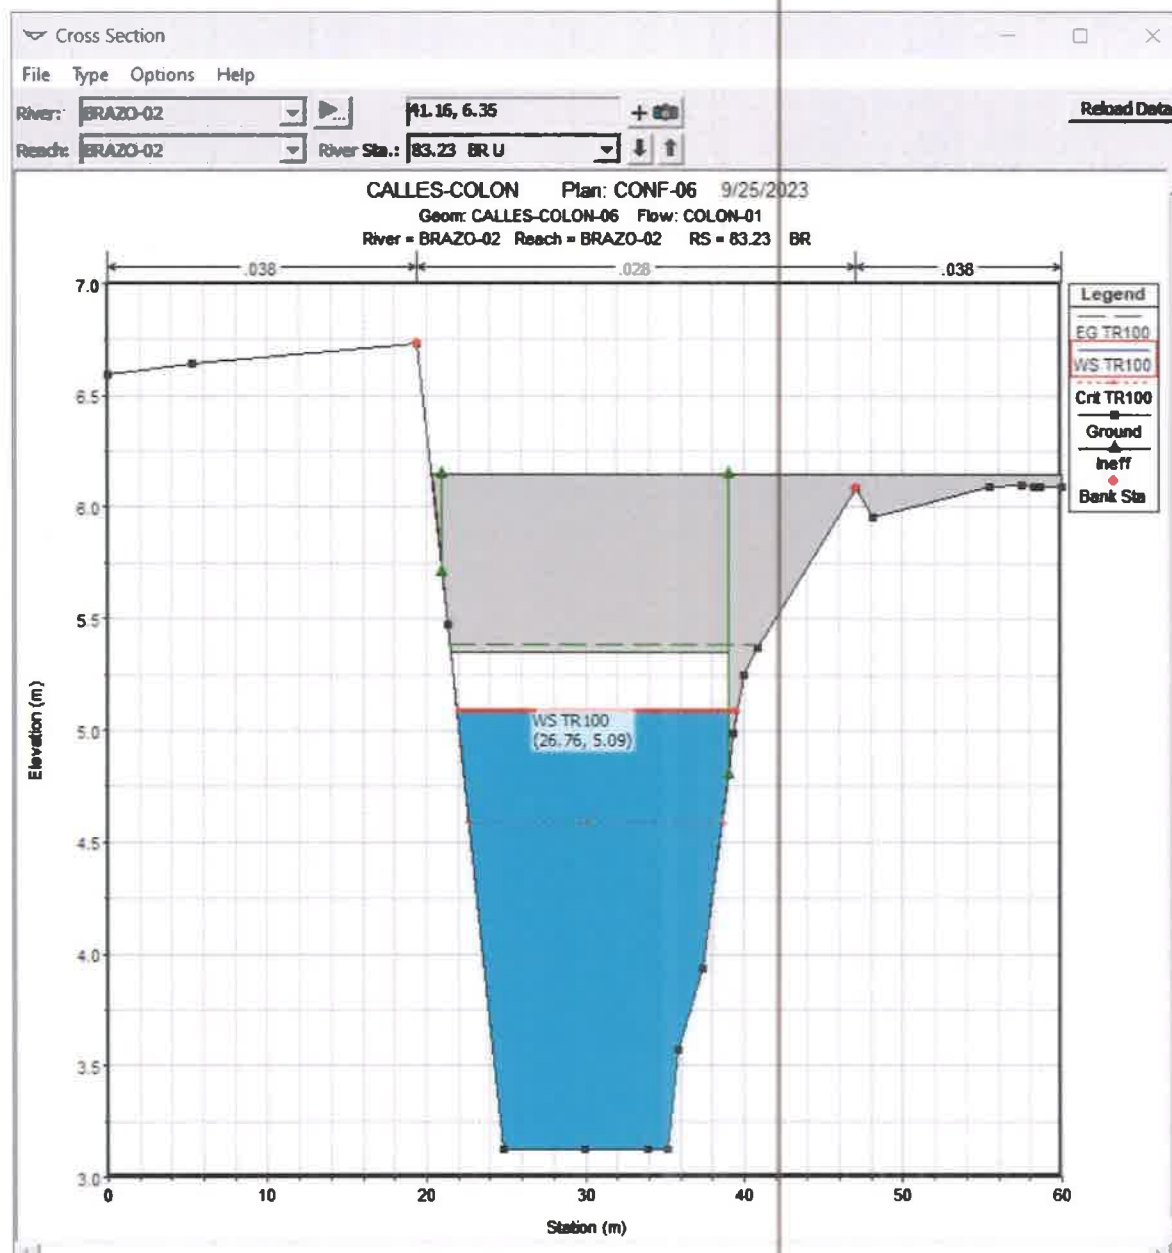 Cross Section
File Type Options Help
River: BRAZO-02 41.16, 6.35 Reload Data
Reach: BRAZO-02 River Sta.: 83.23 BR U
CALLES-COLON Plan: CONF-06 9/25/2023
Geom: CALLES-COLON-06 Flow: COLON-01
River = BRAZO-02 Reach = BRAZO-02 RS = 83.23 BR
.038 .028 .038
7.0
6.5
6.0
5.5
5.0
4.5
4.0
3.5
3.0
Elevation (m)
WS TR100
(26.76, 5.09)
0 10 20 30 40 50 60
Station (m)
Legend
EG TR100
WS TR100
Crit TR100
Ground
Ineff
Bank Sta